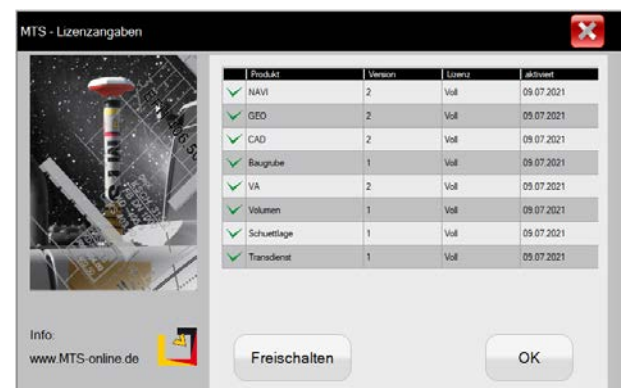 MTS - Lizenzangaben
Produkt Version Lizenz aktiviert
NAVI 2 Voll 09.07.2021
GEO 2 Voll 09.07.2021
CAD 2 Voll 09.07.2021
Baugrube 1 Voll 09.07.2021
VA 2 Voll 09.07.2021
Volumen 1 Voll 09.07.2021
Schuettlage 1 Voll 09.07.2021
Transdienst 1 Voll 09.07.2021
MTS
Info:
www.MTS-online.de
Freischalten
OK